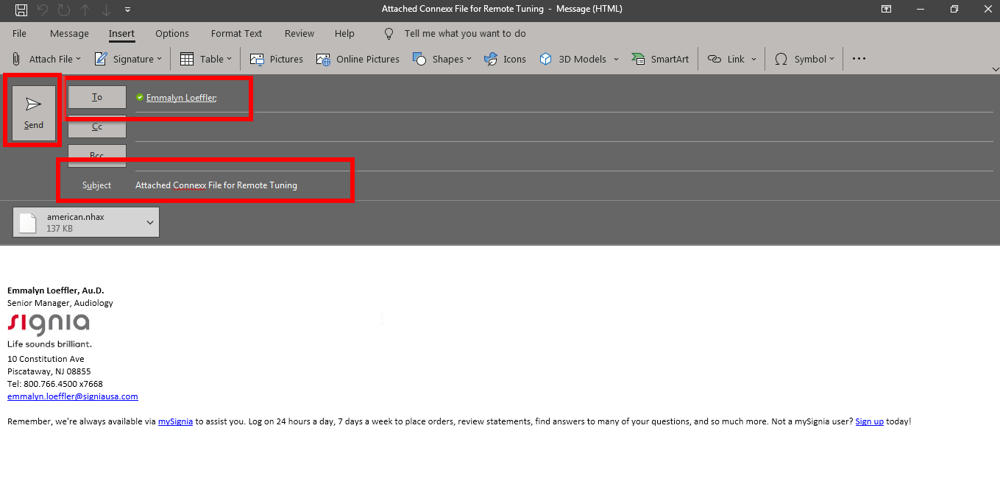 Attached Connexx File for Remote Tuning - Message (HTML)
File Message Insert Options Format Text Review Help Tell me what you want to do
Attach File Signature Table Pictures Online Pictures Shapes Icons 3D Models SmartArt Link Symbol
Send
To Emmalyn Loeffler;
Cc
Bcc
Subject Attached Connexx File for Remote Tuning
american.nhax
137 KB
Emmalyn Loeffler, Au.D.
Senior Manager, Audiology
signia
Life sounds brilliant.
10 Constitution Ave
Piscataway, NJ 08855
Tel: 800.766.4500 x7668
emmalyn.loeffler@signiausa.com
Remember, we're always available via mySignia to assist you. Log on 24 hours a day, 7 days a week to place orders, review statements, find answers to many of your questions, and so much more. Not a mySignia user? Sign up today!